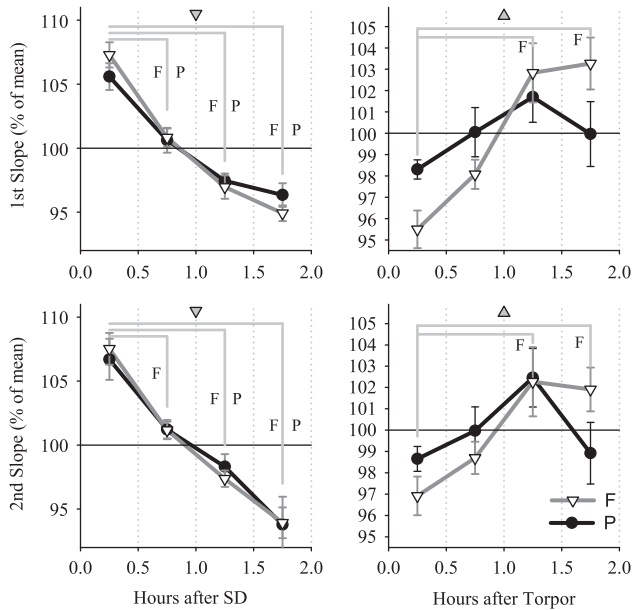 110
105
100
95
1st Slope (% of mean)
F P
F P
F P
0.0 0.5 1.0 1.5 2.0
105
104
103
102
101
100
99
98
97
96
95
F
F
0.0 0.5 1.0 1.5 2.0
110
105
100
95
2nd Slope (% of mean)
F
F P
F P
0.0 0.5 1.0 1.5 2.0
Hours after SD
105
104
103
102
101
100
99
98
97
96
95
F
F
F
P
0.0 0.5 1.0 1.5 2.0
Hours after Torpor